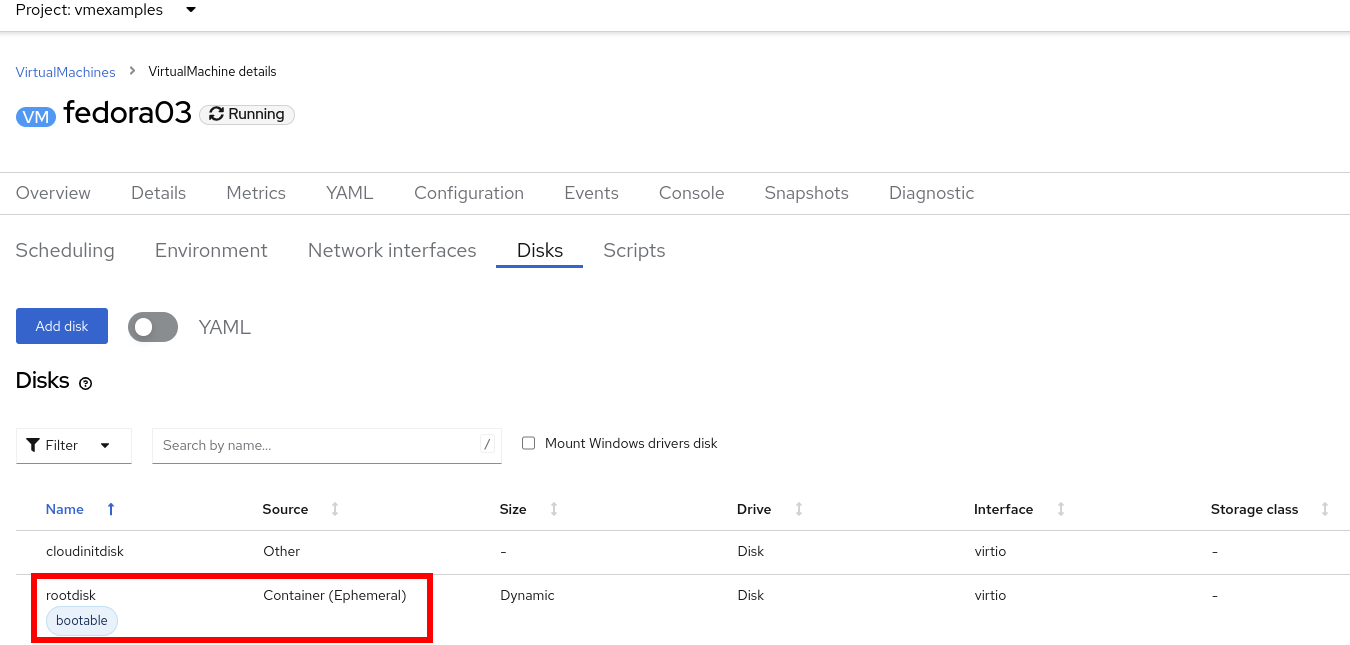 Project: vmexamples
VirtualMachines VirtualMachine details
VM fedora03 Running
Overview Details Metrics YAML Configuration Events Console Snapshots Diagnostic
Scheduling Environment Network interfaces Disks Scripts
Add disk YAML
Disks
Filter Search by name... / Mount Windows drivers disk
Name Source Size Drive Interface Storage class
cloudinitdisk Other - Disk virtio -
rootdisk Container (Ephemeral) Dynamic Disk virtio -
bootable